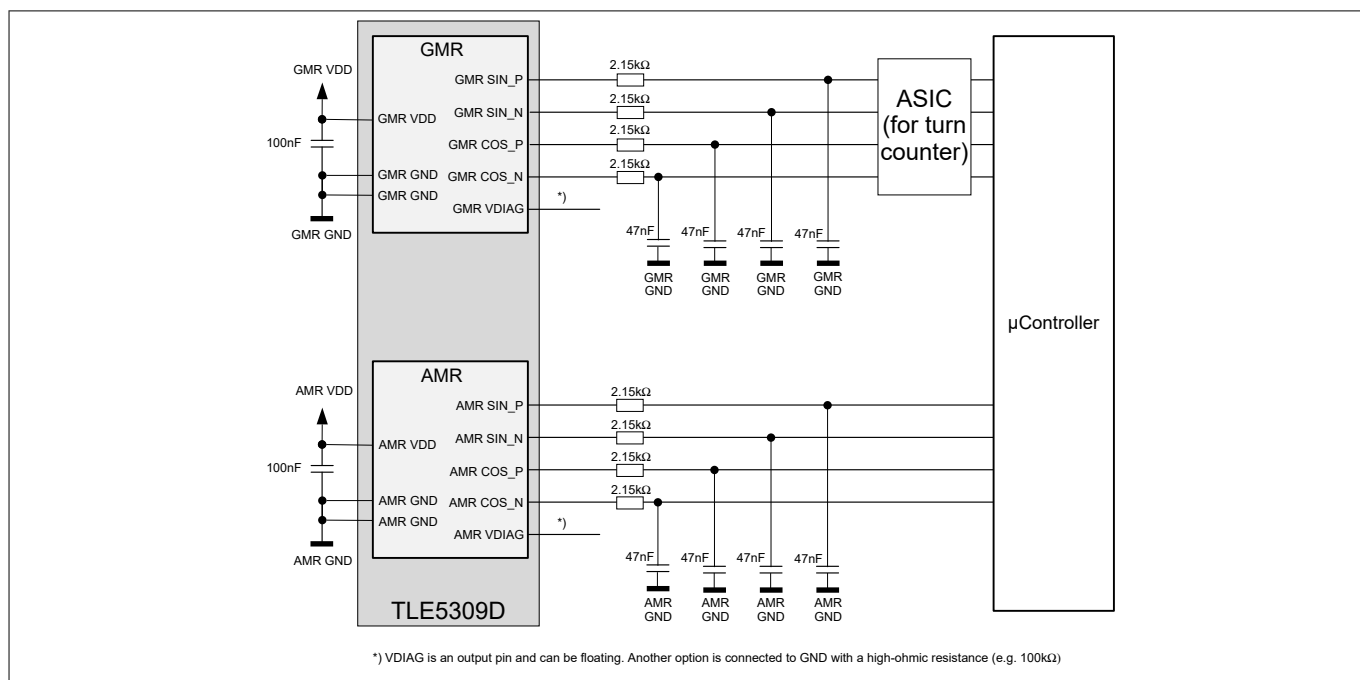 GMR
GMR VDD
GMR SIN_P
2.15kΩ
GMR VDD
GMR SIN_N
2.15kΩ
100nF
GMR COS_P
2.15kΩ
GMR GND
GMR COS_N
2.15kΩ
GMR GND
GMR VDIAG
*)
GMR GND
ASIC
(for turn
counter)
47nF
47nF
47nF
47nF
GMR
GND
GMR
GND
GMR
GND
GMR
GND
µController
AMR
AMR VDD
AMR SIN_P
2.15kΩ
AMR VDD
AMR SIN_N
2.15kΩ
100nF
AMR COS_P
2.15kΩ
AMR GND
AMR COS_N
2.15kΩ
AMR GND
AMR VDIAG
*)
AMR GND
47nF
47nF
47nF
47nF
AMR
GND
AMR
GND
AMR
GND
AMR
GND
TLE5309D
*) VDIAG is an output pin and can be floating. Another option is connected to GND with a high-ohmic resistance (e.g. 100kΩ)